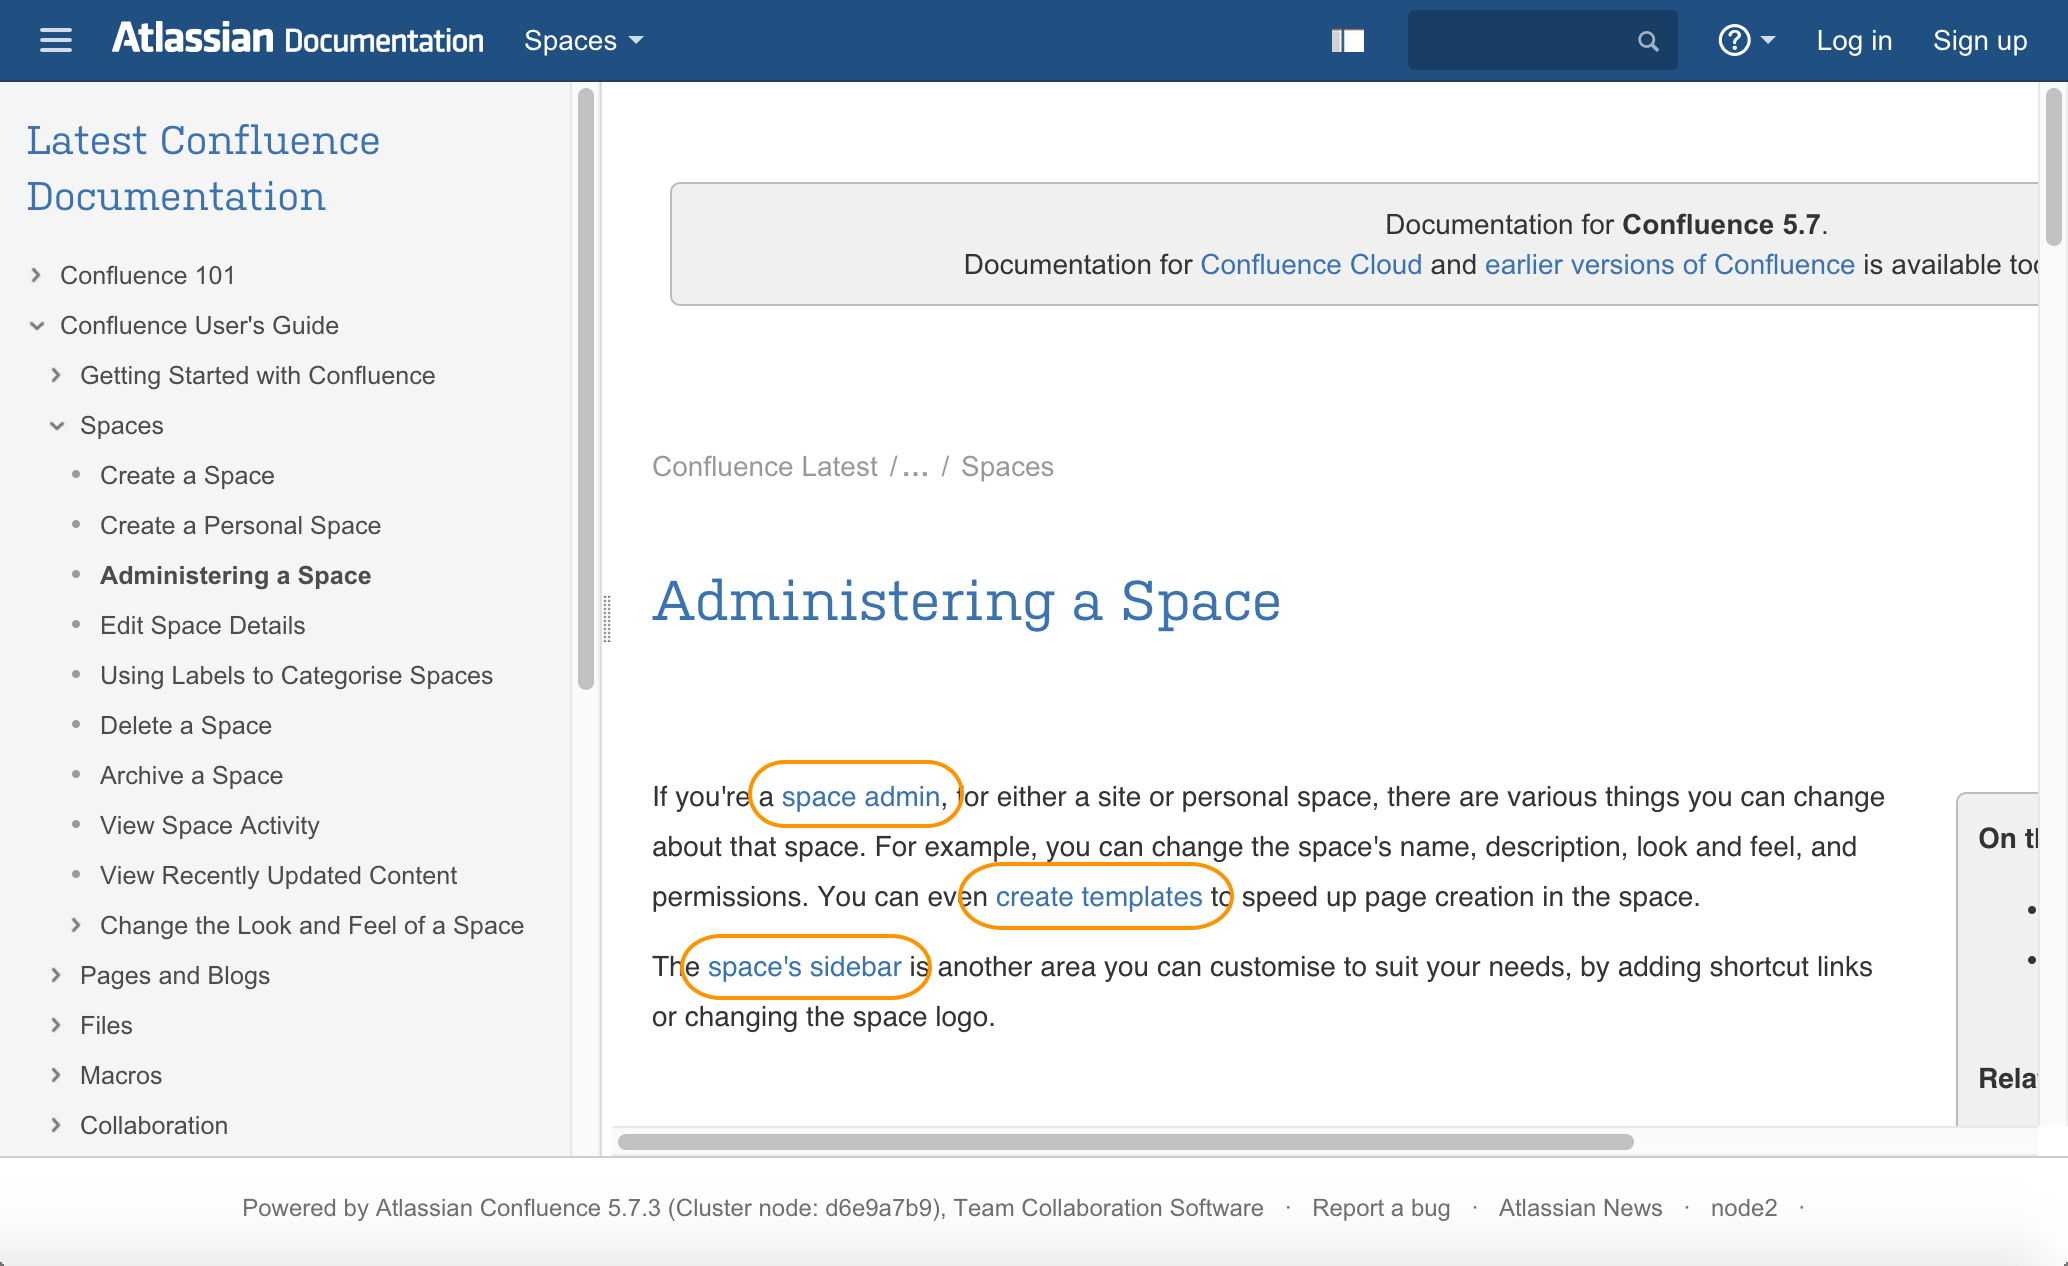 Atlassian Documentation Spaces Log in Sign up
Latest Confluence
Documentation
Confluence 101
Confluence User's Guide
Getting Started with Confluence
Spaces
Create a Space
Create a Personal Space
Administering a Space
Edit Space Details
Using Labels to Categorise Spaces
Delete a Space
Archive a Space
View Space Activity
View Recently Updated Content
Change the Look and Feel of a Space
Pages and Blogs
Files
Macros
Collaboration
Documentation for Confluence 5.7.
Documentation for Confluence Cloud and earlier versions of Confluence is available
Confluence Latest / ... / Spaces
Administering a Space
If you're a space admin, for either a site or personal space, there are various things you can change
about that space. For example, you can change the space's name, description, look and feel, and
permissions. You can even create templates to speed up page creation in the space.
The space's sidebar is another area you can customise to suit your needs, by adding shortcut links
or changing the space logo.
On
Powered by Atlassian Confluence 5.7.3 (Cluster node: d6e9a7b9), Team Collaboration Software · Report a bug · Atlassian News · node2 ·